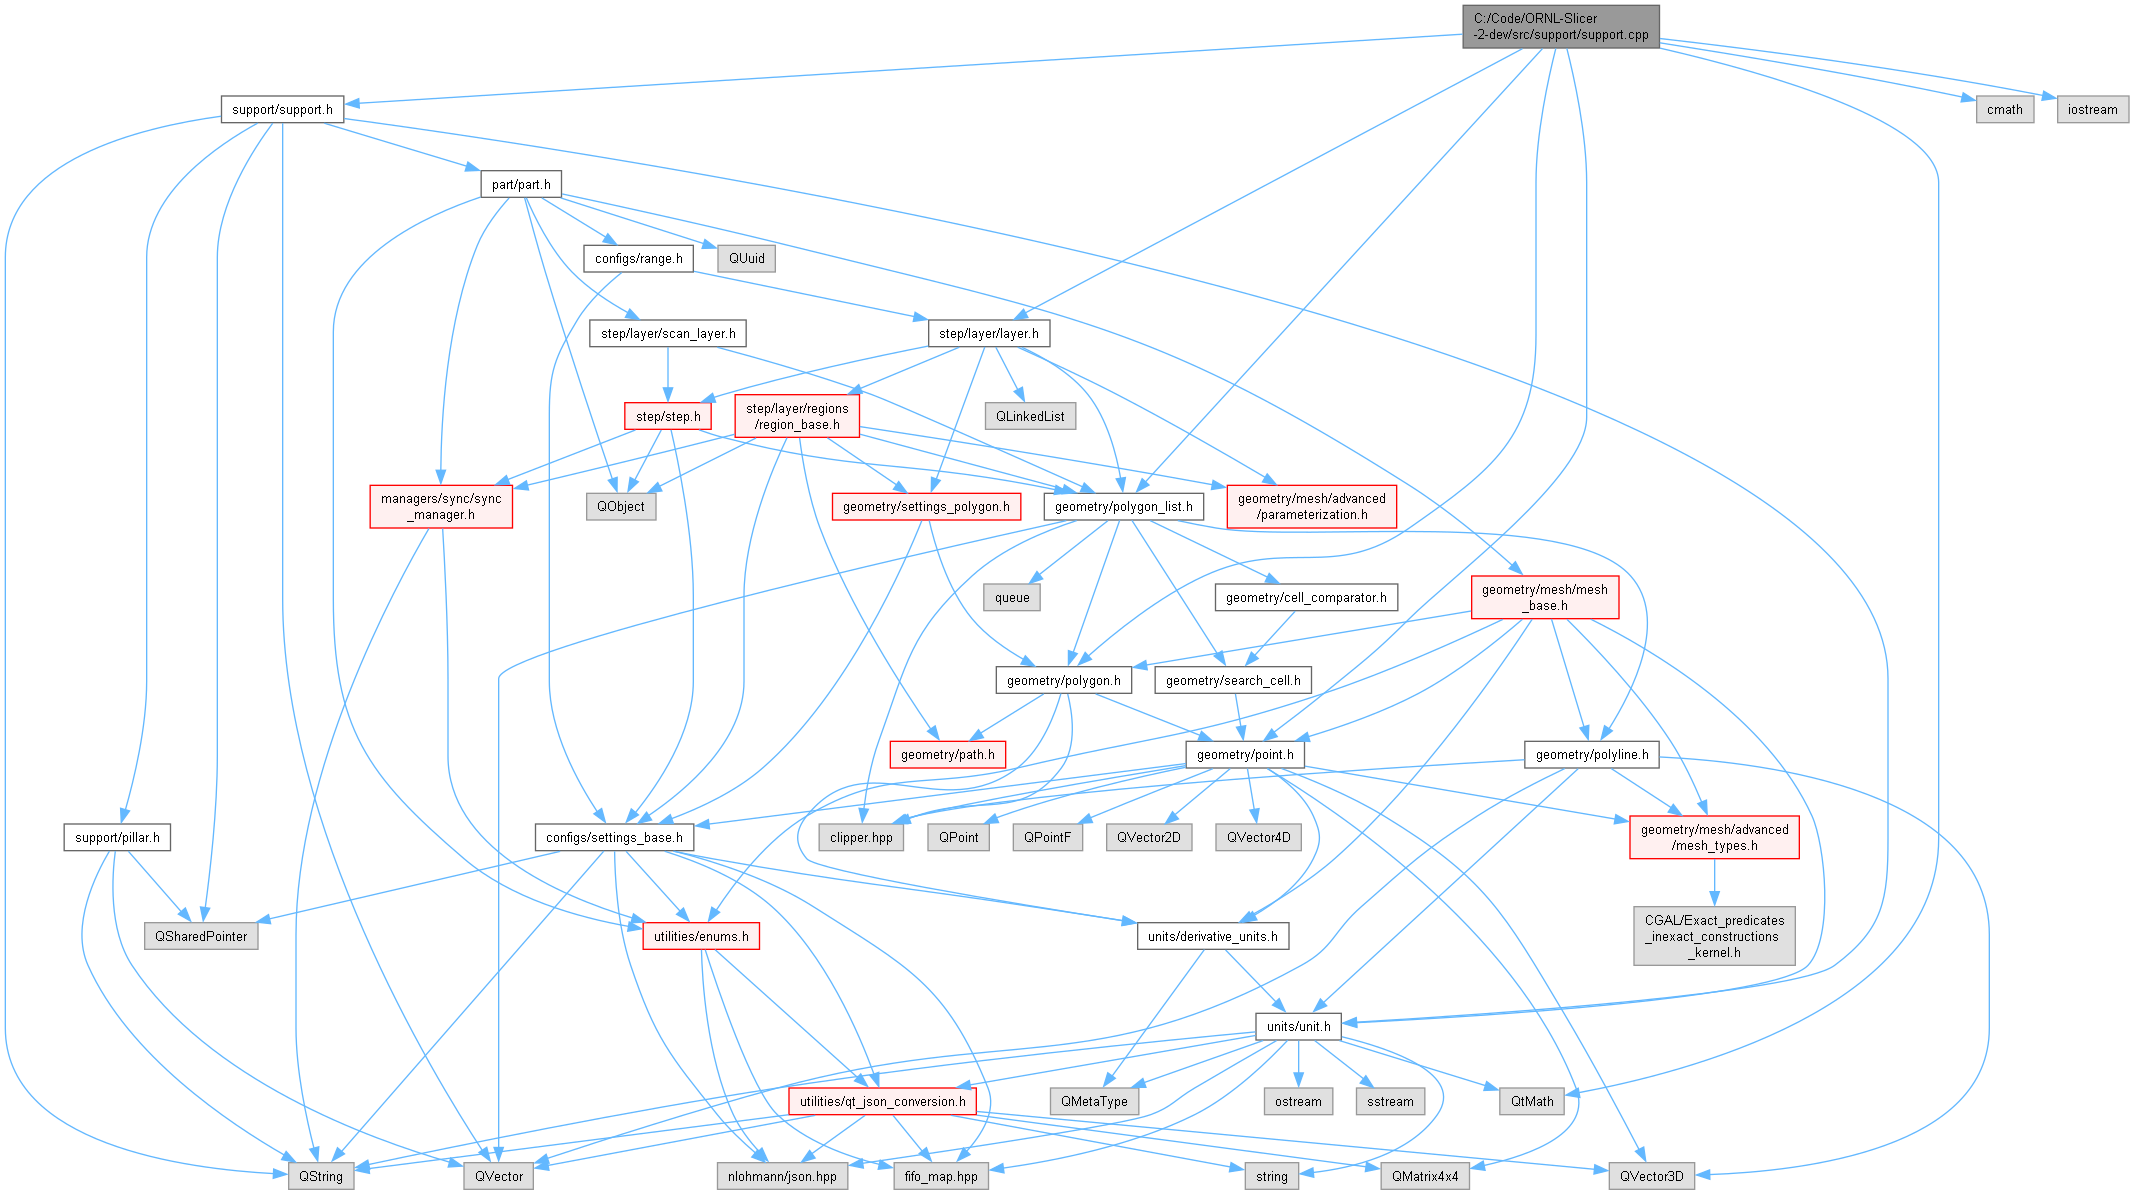 C:/Code/ORNL-Slicer
-2-dev/src/support/support.cpp
support/support.h
cmath
iostream
part/part.h
configs/range.h
QUuid
step/layer/scan_layer.h
step/layer/layer.h
step/step.h
step/layer/regions
/region_base.h
QLinkedList
managers/sync/sync
_manager.h
QObject
geometry/settings_polygon.h
geometry/polygon_list.h
geometry/mesh/advanced
/parameterization.h
queue
geometry/cell_comparator.h
geometry/mesh/mesh
_base.h
geometry/polygon.h
geometry/search_cell.h
geometry/path.h
geometry/point.h
geometry/polyline.h
support/pillar.h
configs/settings_base.h
clipper.hpp
QPoint
QPointF
QVector2D
QVector4D
geometry/mesh/advanced
/mesh_types.h
QSharedPointer
utilities/enums.h
units/derivative_units.h
CGAL/Exact_predicates
_inexact_constructions
_kernel.h
units/unit.h
utilities/qt_json_conversion.h
QMetaType
ostream
sstream
QtMath
QString
QVector
nlohmann/json.hpp
fifo_map.hpp
string
QMatrix4x4
QVector3D